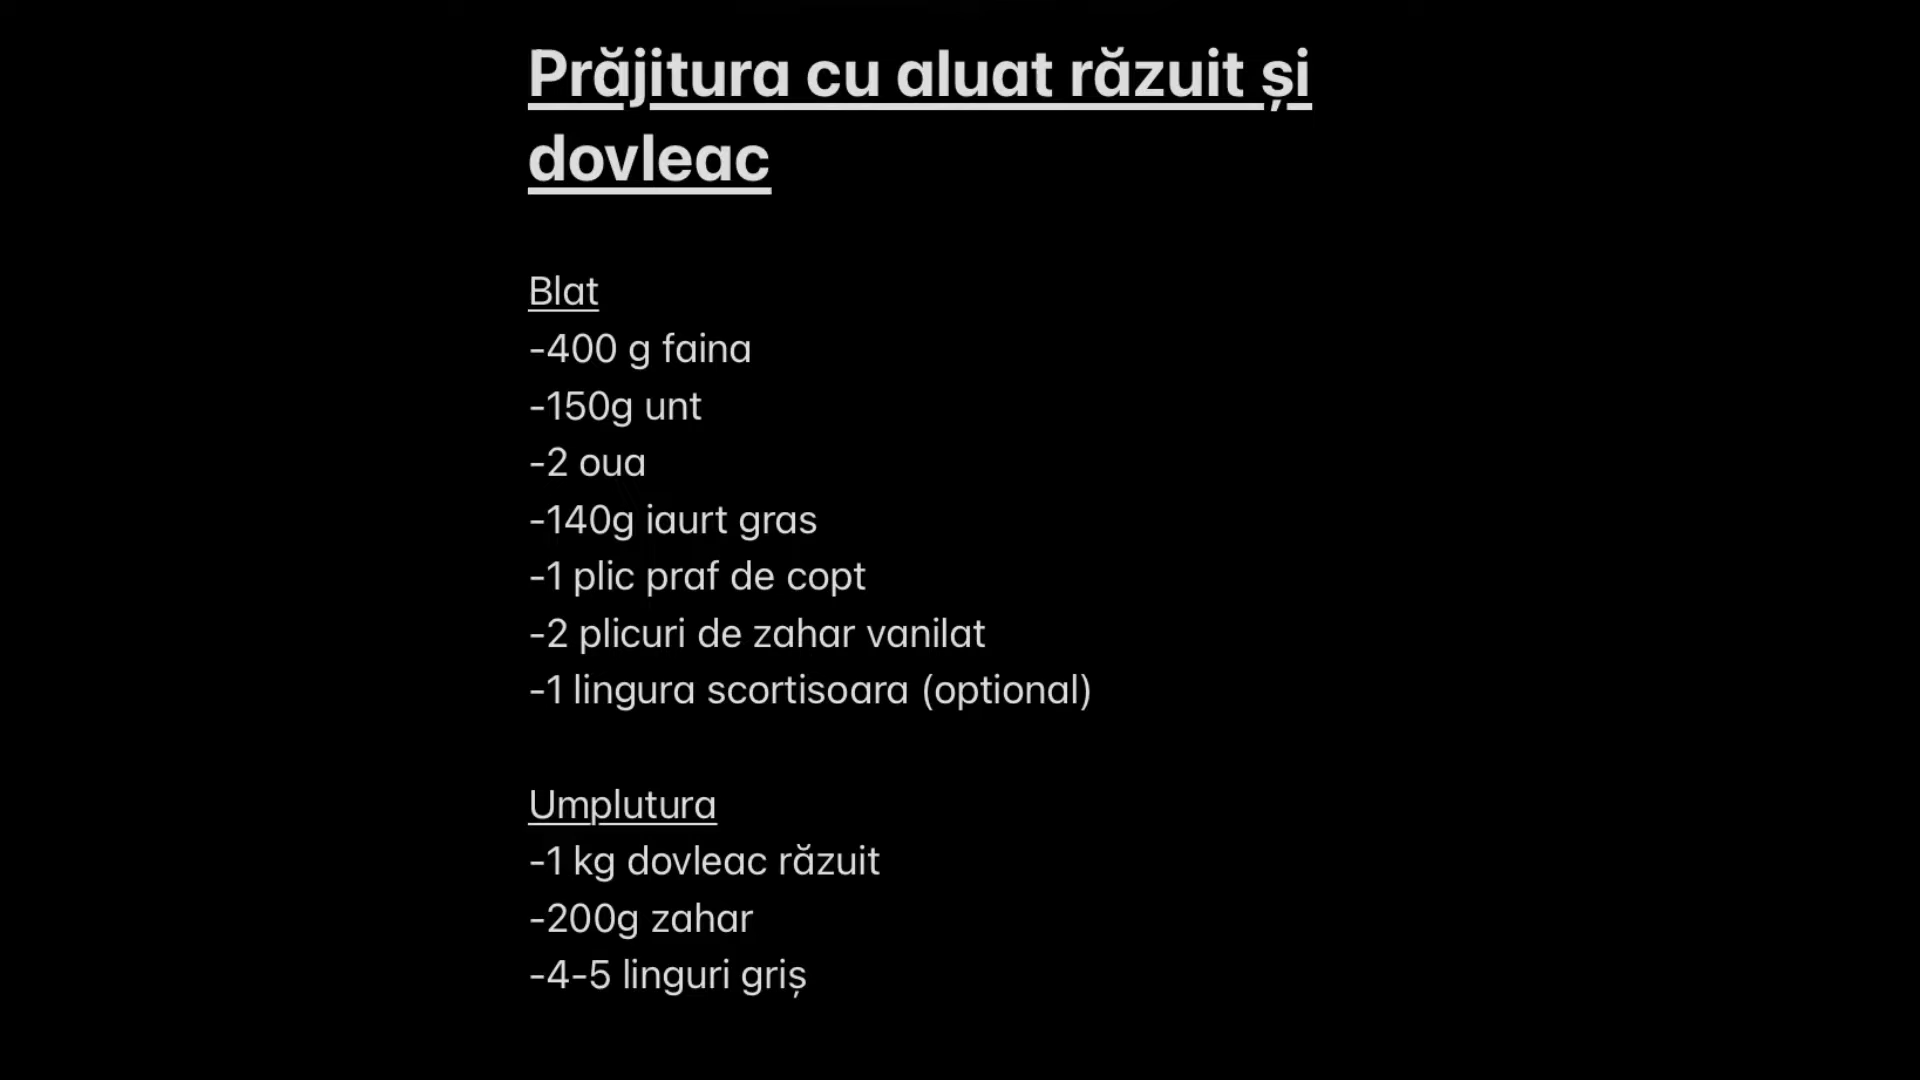 Prăjitura cu aluat răzuit și
dovleac
Blat
-400 g faina
-150g unt
-2 oua
-140g iaurt gras
-1 plic praf de copt
-2 plicuri de zahar vanilat
-1 lingura scortisoara (optional)
Umplutura
-1 kg dovleac răzuit
-200g zahar
-4-5 linguri griș